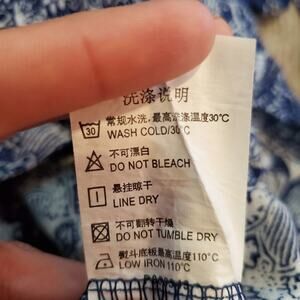 洗涤说明
30
常规水洗,最高洗涤温度30℃
WASH COLD/30℃
不可漂白
DO NOT BLEACH
悬挂晾干
LINE DRY
不可翻转干燥
DO NOT TUMBLE DRY
熨斗底板最高温度110℃
LOW IRON110℃